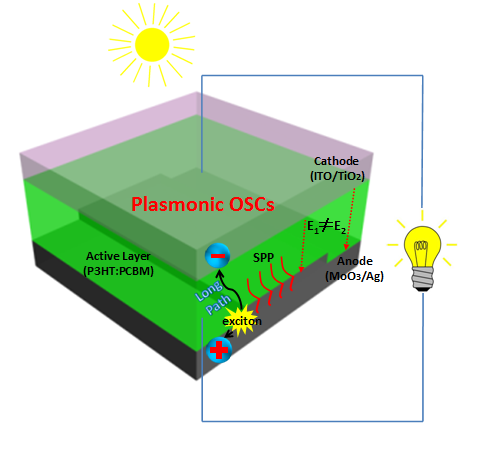 Cathode
(ITO/TiO₂)
Plasmonic OSCs
E₁≠E₂
Active Layer
(P3HT:PCBM)
−
SPP
Anode
(MoO₃/Ag)
Long
Path
exciton
+